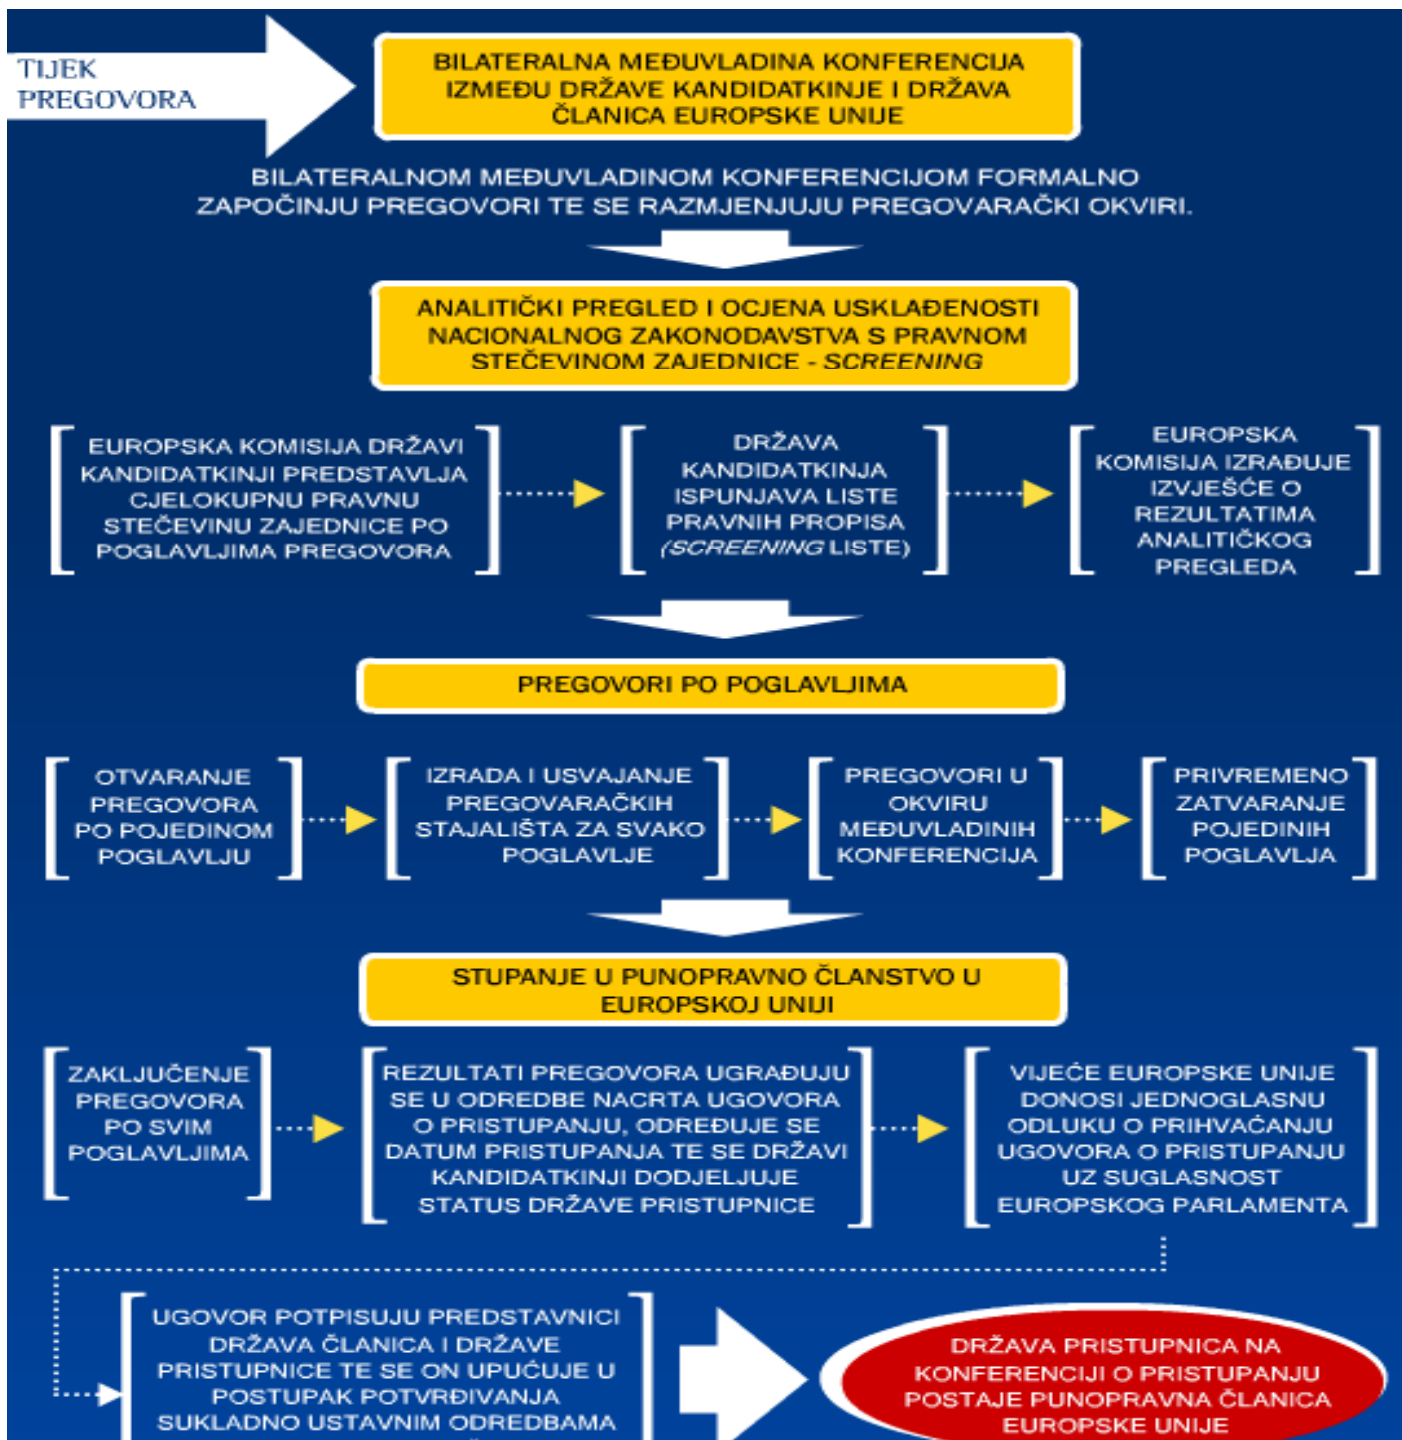 TIJEK
PREGOVORA
BILATERALNA MEĐUVLADINA KONFERENCIJA
IZMEĐU DRŽAVE KANDIDATKINJE I DRŽAVA
ČLANICA EUROPSKE UNIJE
BILATERALNOM MEĐUVLADINOM KONFERENCIJOM FORMALNO
ZAPOČINJU PREGOVORI TE SE RAZMJENJUJU PREGOVARAČKI OKVIRI.
ANALITIČKI PREGLED I OCJENA USKLAĐENOSTI
NACIONALNOG ZAKONODAVSTVA S PRAVNOM
STEČEVINOM ZAJEDNICE - SCREENING
EUROPSKA KOMISIJA DRŽAVI
KANDIDATKINJI PREDSTAVLJA
CJELOKUPNU PRAVNU
STEČEVINU ZAJEDNICE PO
POGLAVLJIMA PREGOVORA
DRŽAVA
KANDIDATKINJA
ISPUNJAVA LISTE
PRAVNIH PROPISA
(SCREENING LISTE)
EUROPSKA
KOMISIJA IZRAĐUJE
IZVJEŠĆE O
REZULTATIMA
ANALITIČKOG
PREGLEDA
PREGOVORI PO POGLAVLJIMA
OTVARANJE
PREGOVORA
PO POJEDINOM
POGLAVLJU
IZRADA I USVAJANJE
PREGOVARAČKIH
STAJALIŠTA ZA SVAKO
POGLAVLJE
PREGOVORI U
OKVIRU
MEĐUVLADINIH
KONFERENCIJA
PRIVREMENO
ZATVARANJE
POJEDINIH
POGLAVLJA
STUPANJE U PUNOPRAVNO ČLANSTVO U
EUROPSKOJ UNIJI
ZAKLJUČENJE
PREGOVORA
PO SVIM
POGLAVLJIMA
REZULTATI PREGOVORA UGRAĐUJU
SE U ODREDBE NACRTA UGOVORA
O PRISTUPANJU, ODREĐUJE SE
DATUM PRISTUPANJA TE SE DRŽAVI
KANDIDATKINJI DODJELJUJE
STATUS DRŽAVE PRISTUPNICE
VIJEĆE EUROPSKE UNIJE
DONOSI JEDNOGLASNU
ODLUKU O PRIHVAĆANJU
UGOVORA O PRISTUPANJU
UZ SUGLASNOST
EUROPSKOG PARLAMENTA
UGOVOR POTPISUJU PREDSTAVNICI
DRŽAVA ČLANICA I DRŽAVE
PRISTUPNICE TE SE ON UPUĆUJE U
POSTUPAK POTVRĐIVANJA
SUKLADNO USTAVNIM ODREDBAMA
DRŽAVA PRISTUPNICA NA
KONFERENCIJI O PRISTUPANJU
POSTAJE PUNOPRAVNA ČLANICA
EUROPSKE UNIJE